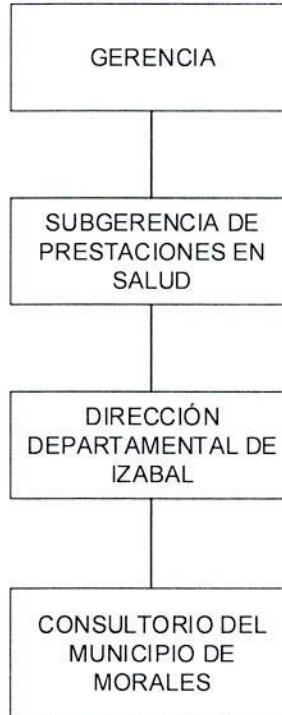 GERENCIA
SUBGERENCIA DE
PRESTACIONES EN
SALUD
DIRECCIÓN
DEPARTAMENTAL DE
IZABAL
CONSULTORIO DEL
MUNICIPIO DE
MORALES